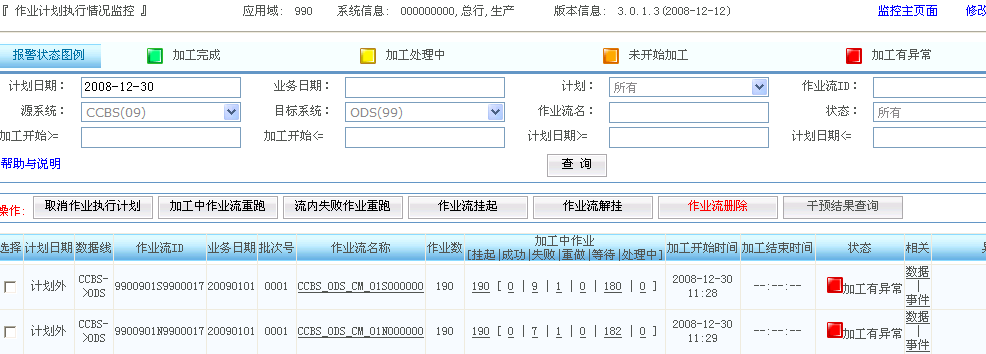 『 作业计划执行情况监控 』 应用域: 990 系统信息: 000000000,总行,生产 版本信息: 3.0.1.3(2008-12-12) 监控主页面 修改
报警状态图例 加工完成 加工处理中 未开始加工 加工有异常
计划日期: 2008-12-30 业务日期: 计划: 所有 作业流ID:
源系统: CCBS(09) 目标系统: ODS(99) 作业流名: 状态: 所有
加工开始>= 加工开始<= 计划日期>= 计划日期<=
帮助与说明 查 询
操作: 取消作业执行计划 加工中作业流重跑 流内失败作业重跑 作业流挂起 作业流解挂 作业流删除 干预结果查询
选择 计划日期 数据线 作业流ID 业务日期 批次号 作业流名称 作业数 加工中作业 加工开始时间 加工结束时间 状态 相关
[挂起|成功|失败|重做|等待|处理中]
计划外 CCBS->ODS 9900901S9900017 20090101 0001 CCBS_ODS_CM_01S000000 190 190 [ 0 | 9 | 1 | 0 | 180 | 0 ] 2008-12-30 11:28 --:--:-- 加工有异常 数据 | 事件
计划外 CCBS->ODS 9900901N9900017 20090101 0001 CCBS_ODS_CM_01N000000 190 190 [ 0 | 7 | 1 | 0 | 182 | 0 ] 2008-12-30 11:29 --:--:-- 加工有异常 数据 | 事件